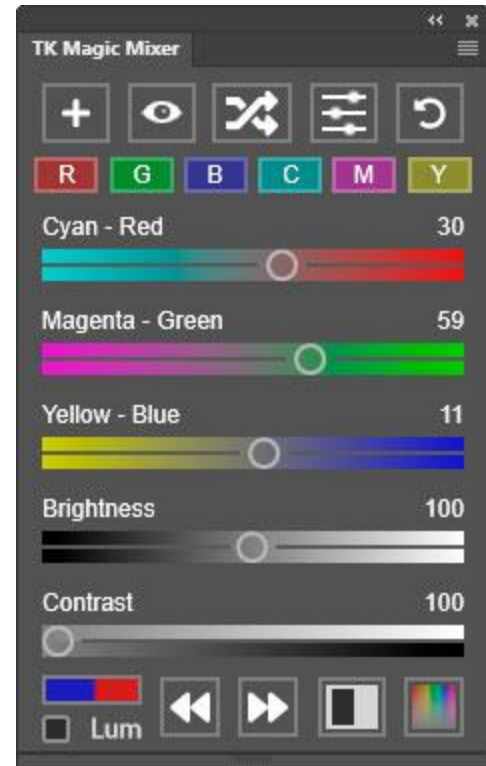 TK Magic Mixer
R G B C M Y
Cyan - Red 30
Magenta - Green 59
Yellow - Blue 11
Brightness 100
Contrast 100
Lum